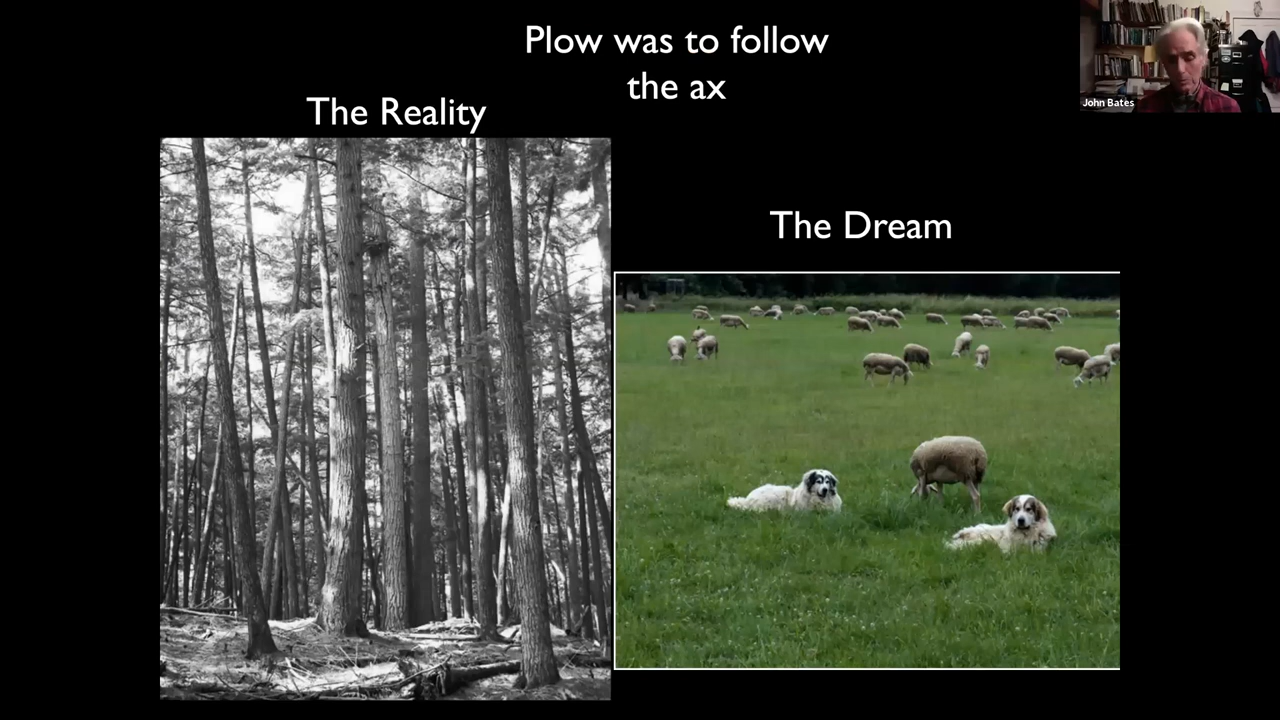 Plow was to follow
the ax
The Reality
The Dream
John Bates